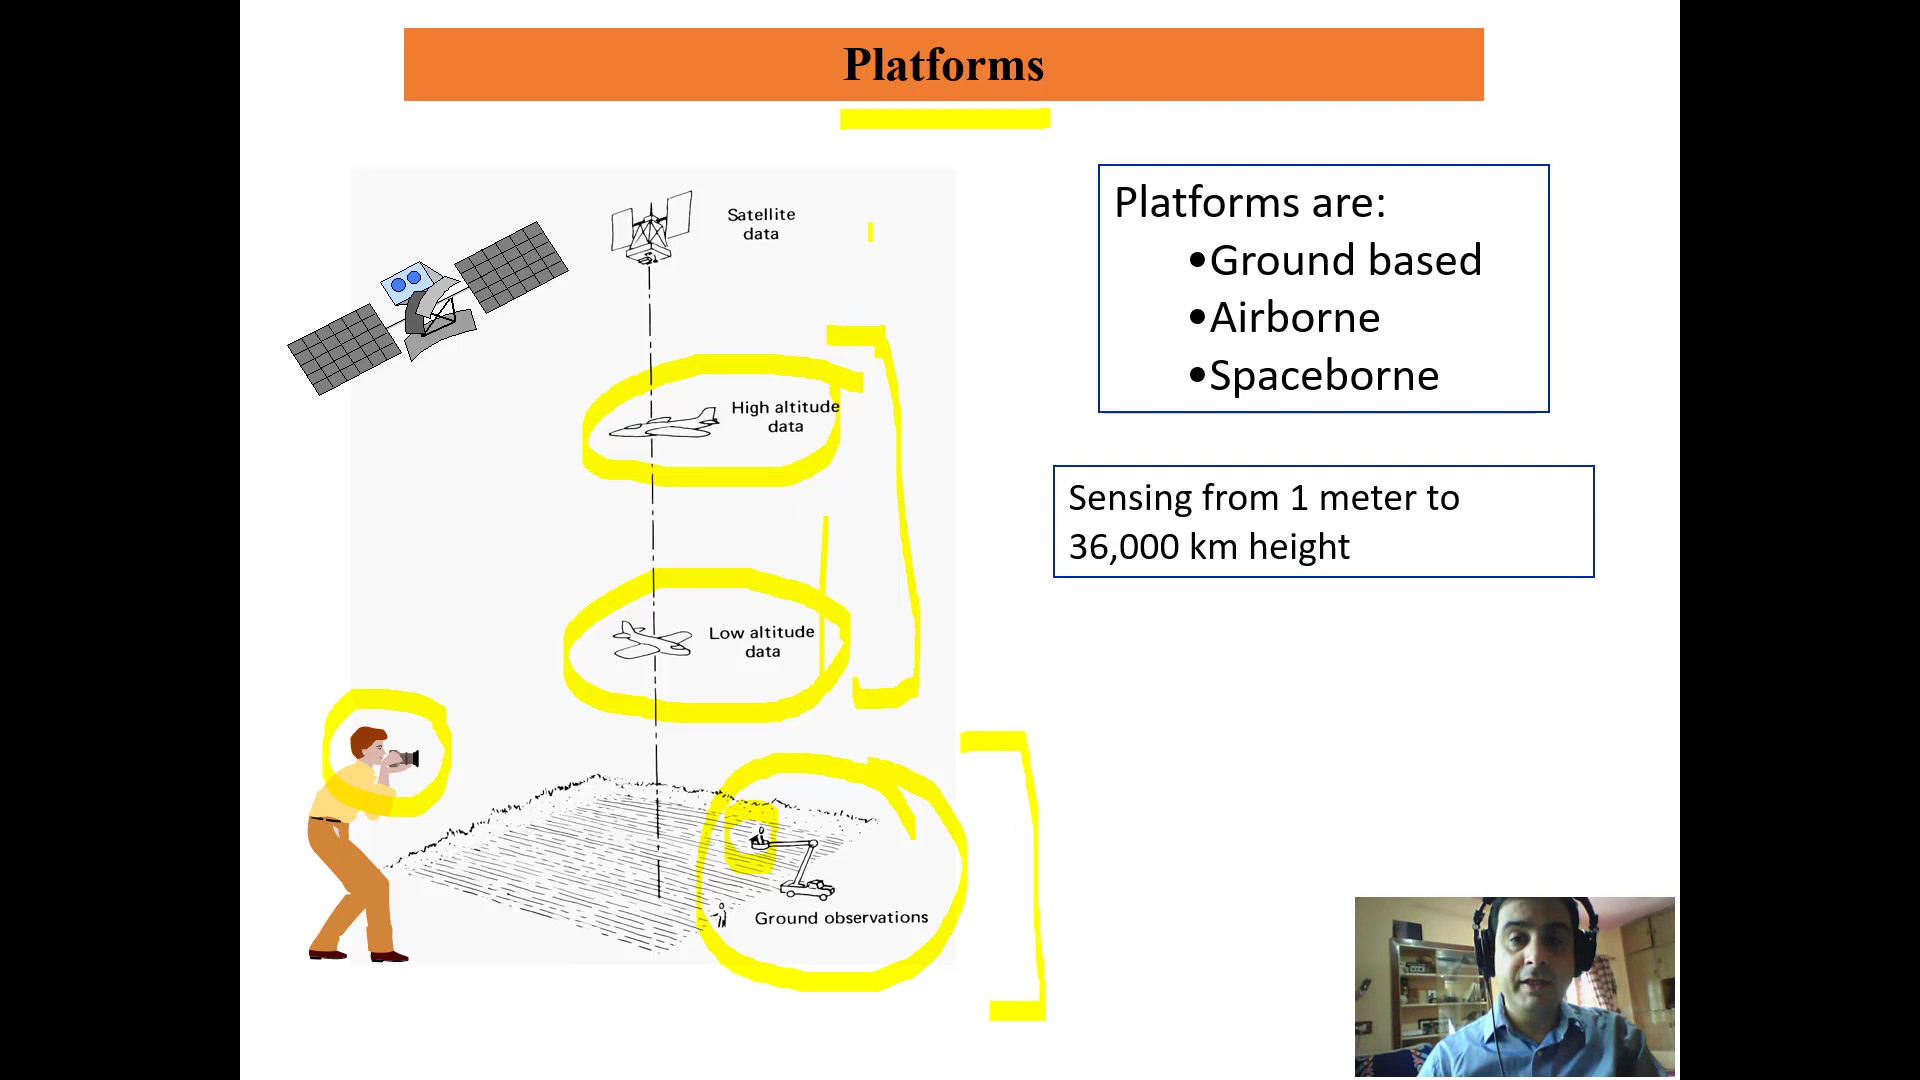 Platforms
Satellite
data
High altitude
data
Low altitude
data
Ground observations
Platforms are:
•Ground based
•Airborne
•Spaceborne
Sensing from 1 meter to
36,000 km height